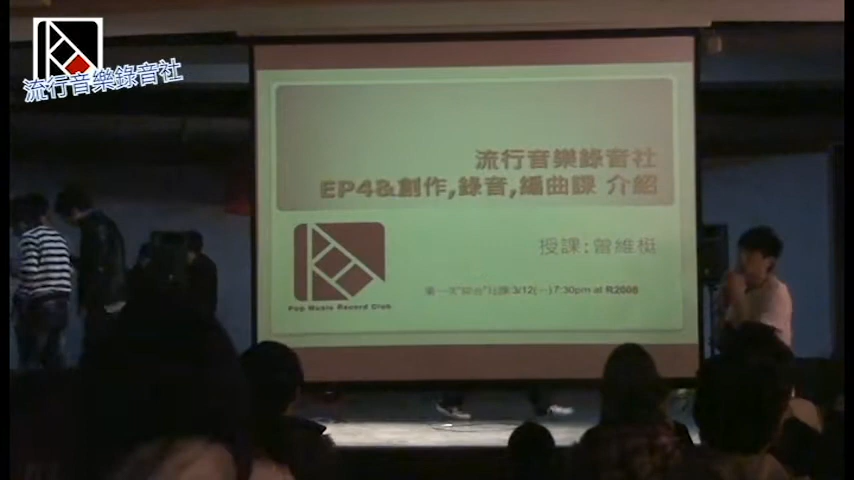 流行音樂錄音社
流行音樂錄音社
EP4&創作,錄音,編曲課 介紹
授課:曾維梃
Pop Music Record Club
3/12(一)7:30pm at R2008